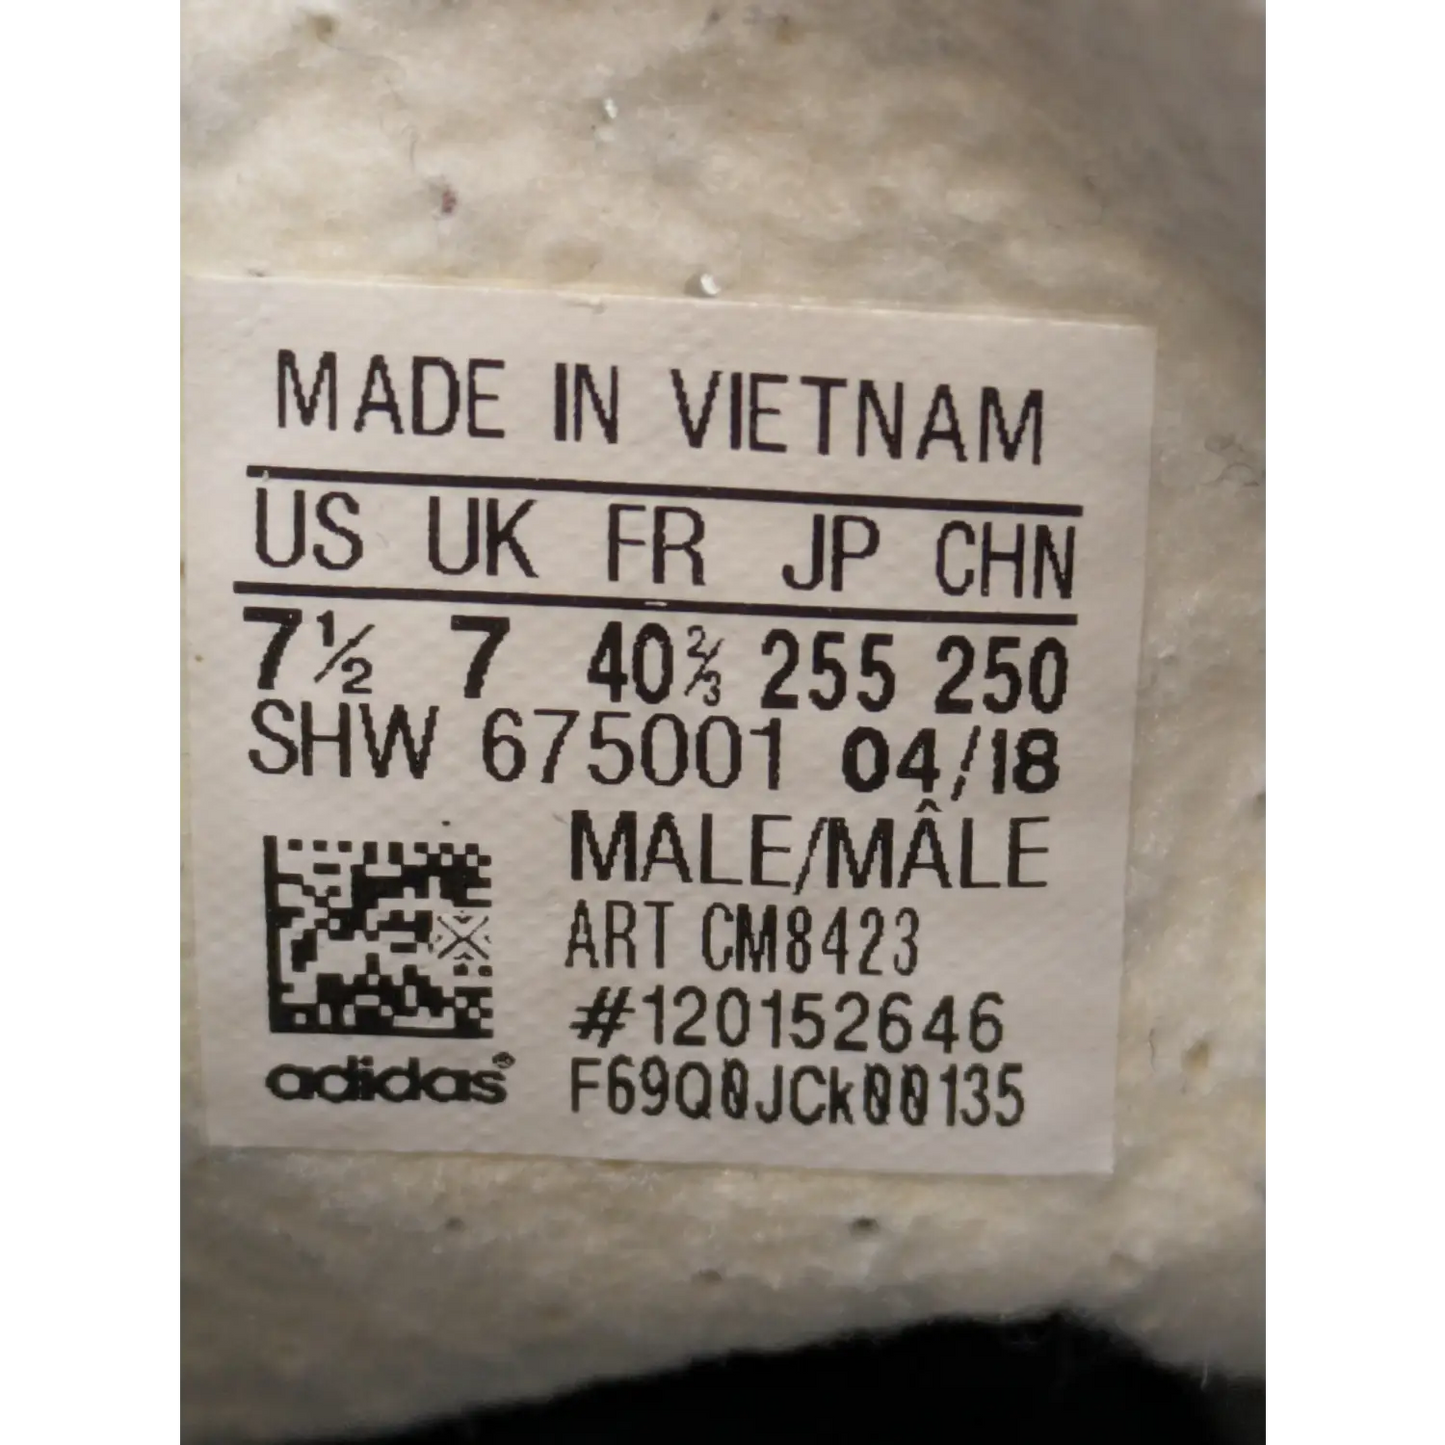 MADE IN VIETNAM
US UK FR JP CHN
7½ 7 40⅔ 255 250
SHW 675001 04/18
MALE/MÂLE
ART CM8423
#120152646
F69Q0JCk00135
adidas®